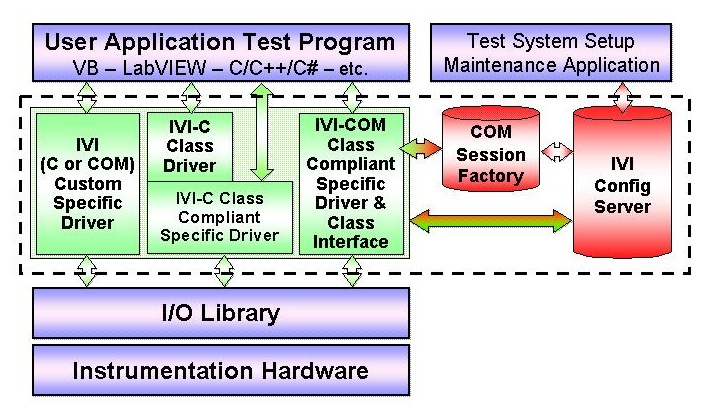 User Application Test Program
VB – LabVIEW – C/C++/C# – etc.
Test System Setup
Maintenance Application
IVI
(C or COM)
Custom
Specific
Driver
IVI-C
Class
Driver
IVI-C Class
Compliant
Specific Driver
IVI-COM
Class
Compliant
Specific
Driver &
Class
Interface
COM
Session
Factory
IVI
Config
Server
I/O Library
Instrumentation Hardware